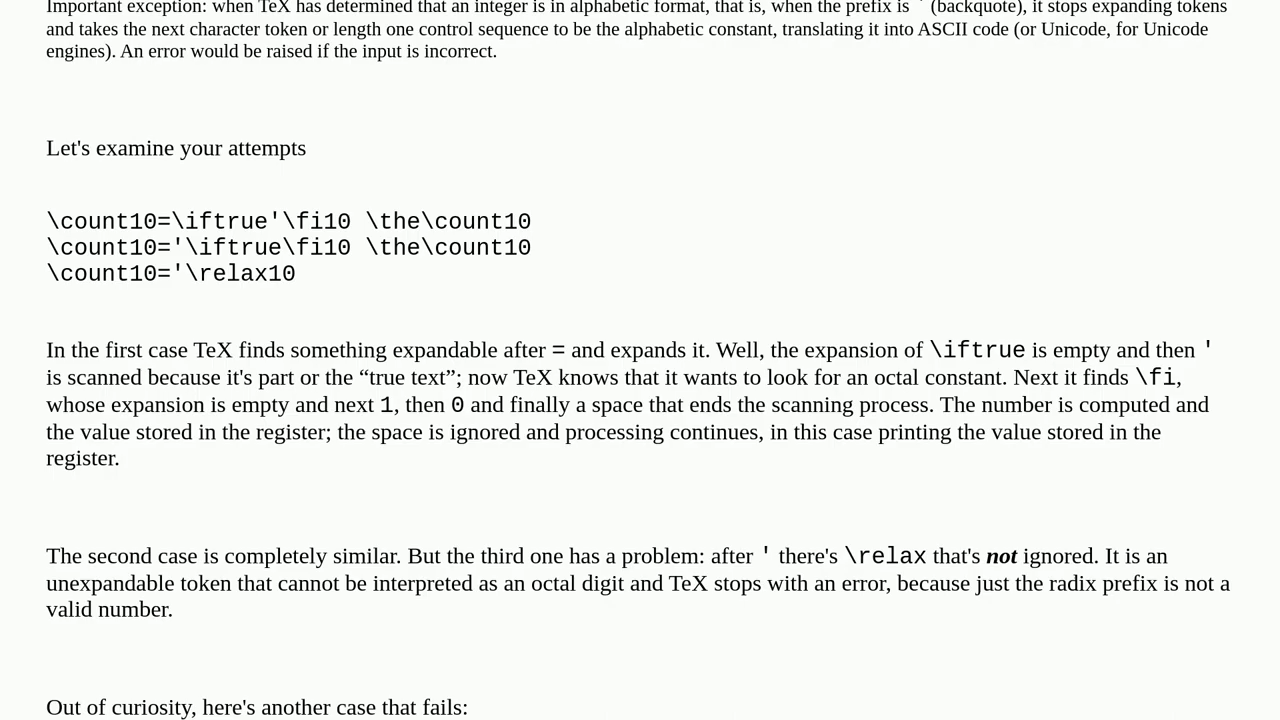 Important exception: when TeX has determined that an integer is in alphabetic format, that is, when the prefix is ` (backquote), it stops expanding tokens
and takes the next character token or length one control sequence to be the alphabetic constant, translating it into ASCII code (or Unicode, for Unicode
engines). An error would be raised if the input is incorrect.
Let's examine your attempts
\count10=\iftrue'\fi10 \the\count10
\count10='\iftrue\fi10 \the\count10
\count10='\relax10
In the first case TeX finds something expandable after = and expands it. Well, the expansion of \iftrue is empty and then '
is scanned because it's part or the “true text”; now TeX knows that it wants to look for an octal constant. Next it finds \fi,
whose expansion is empty and next 1, then 0 and finally a space that ends the scanning process. The number is computed and
the value stored in the register; the space is ignored and processing continues, in this case printing the value stored in the
register.
The second case is completely similar. But the third one has a problem: after ' there's \relax that's not ignored. It is an
unexpandable token that cannot be interpreted as an octal digit and TeX stops with an error, because just the radix prefix is not a
valid number.
Out of curiosity, here's another case that fails: